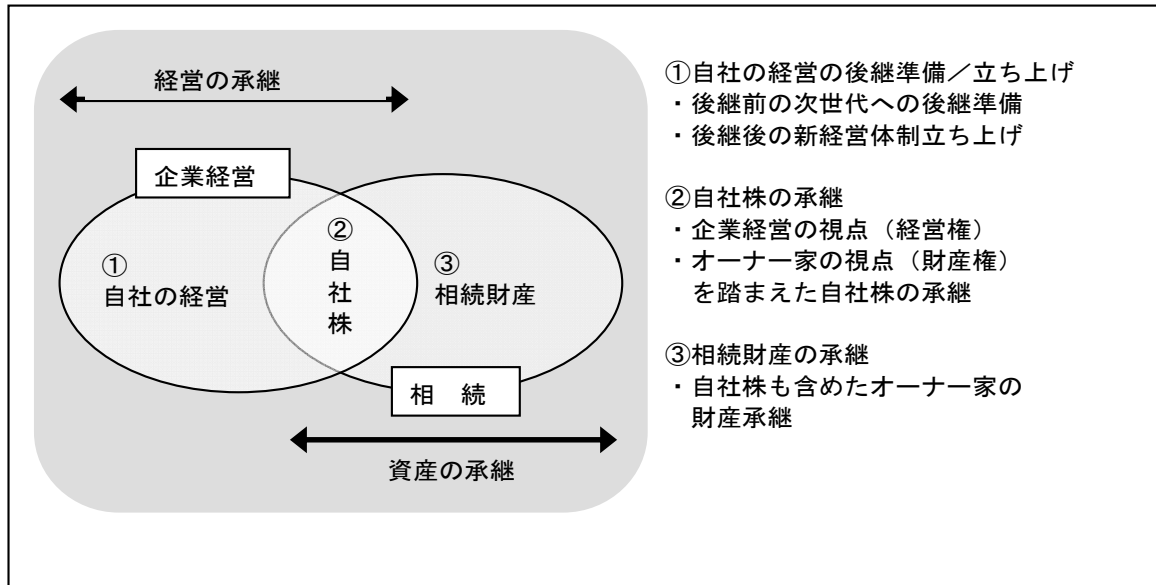 経営の承継
企業経営
①
自社の経営
②
自
社
株
③
相続財産
相　続
資産の承継
①自社の経営の後継準備／立ち上げ
・後継前の次世代への後継準備
・後継後の新経営体制立ち上げ
②自社株の承継
・企業経営の視点（経営権）
・オーナー家の視点（財産権）
を踏まえた自社株の承継
③相続財産の承継
・自社株も含めたオーナー家の
財産承継